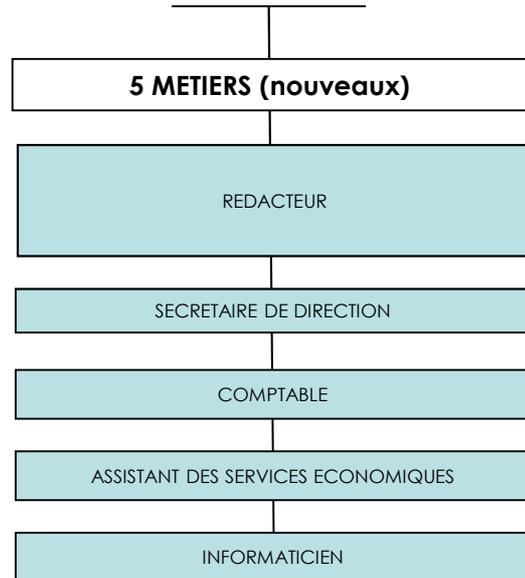 5 METIERS (nouveaux)
REDACTEUR
SECRETAIRE DE DIRECTION
COMPTABLE
ASSISTANT DES SERVICES ECONOMIQUES
INFORMATICIEN